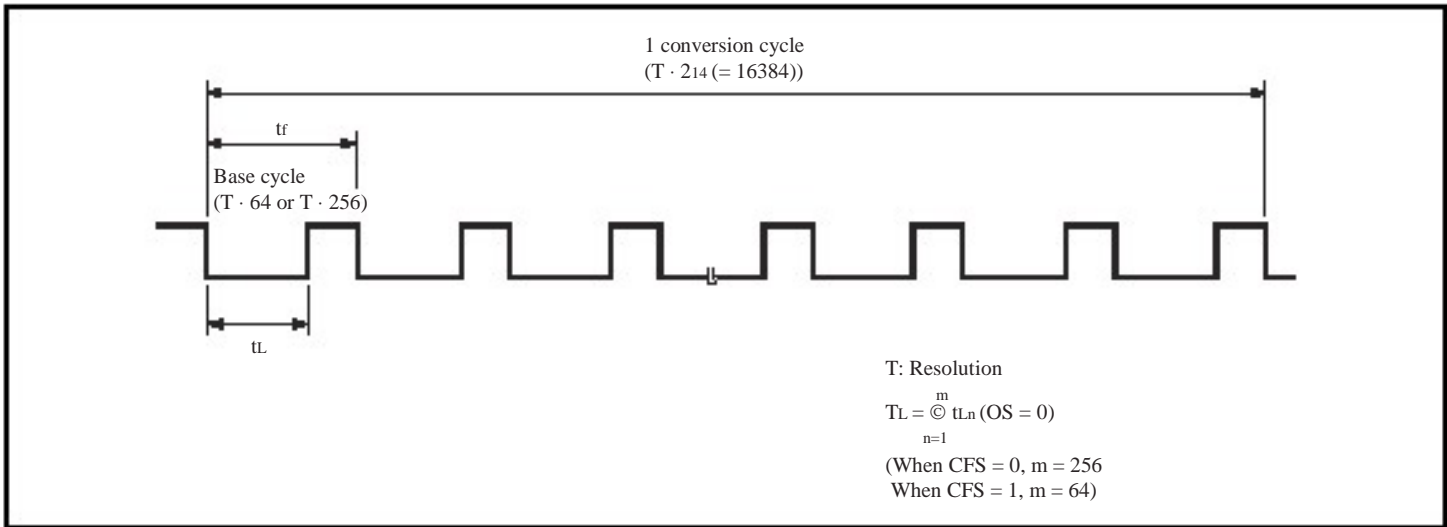 1 conversion cycle
(T · 214 (= 16384))
tf
Base cycle
(T · 64 or T · 256)
tL
T: Resolution
m
TL = © tLn (OS = 0)
n=1
(When CFS = 0, m = 256
When CFS = 1, m = 64)